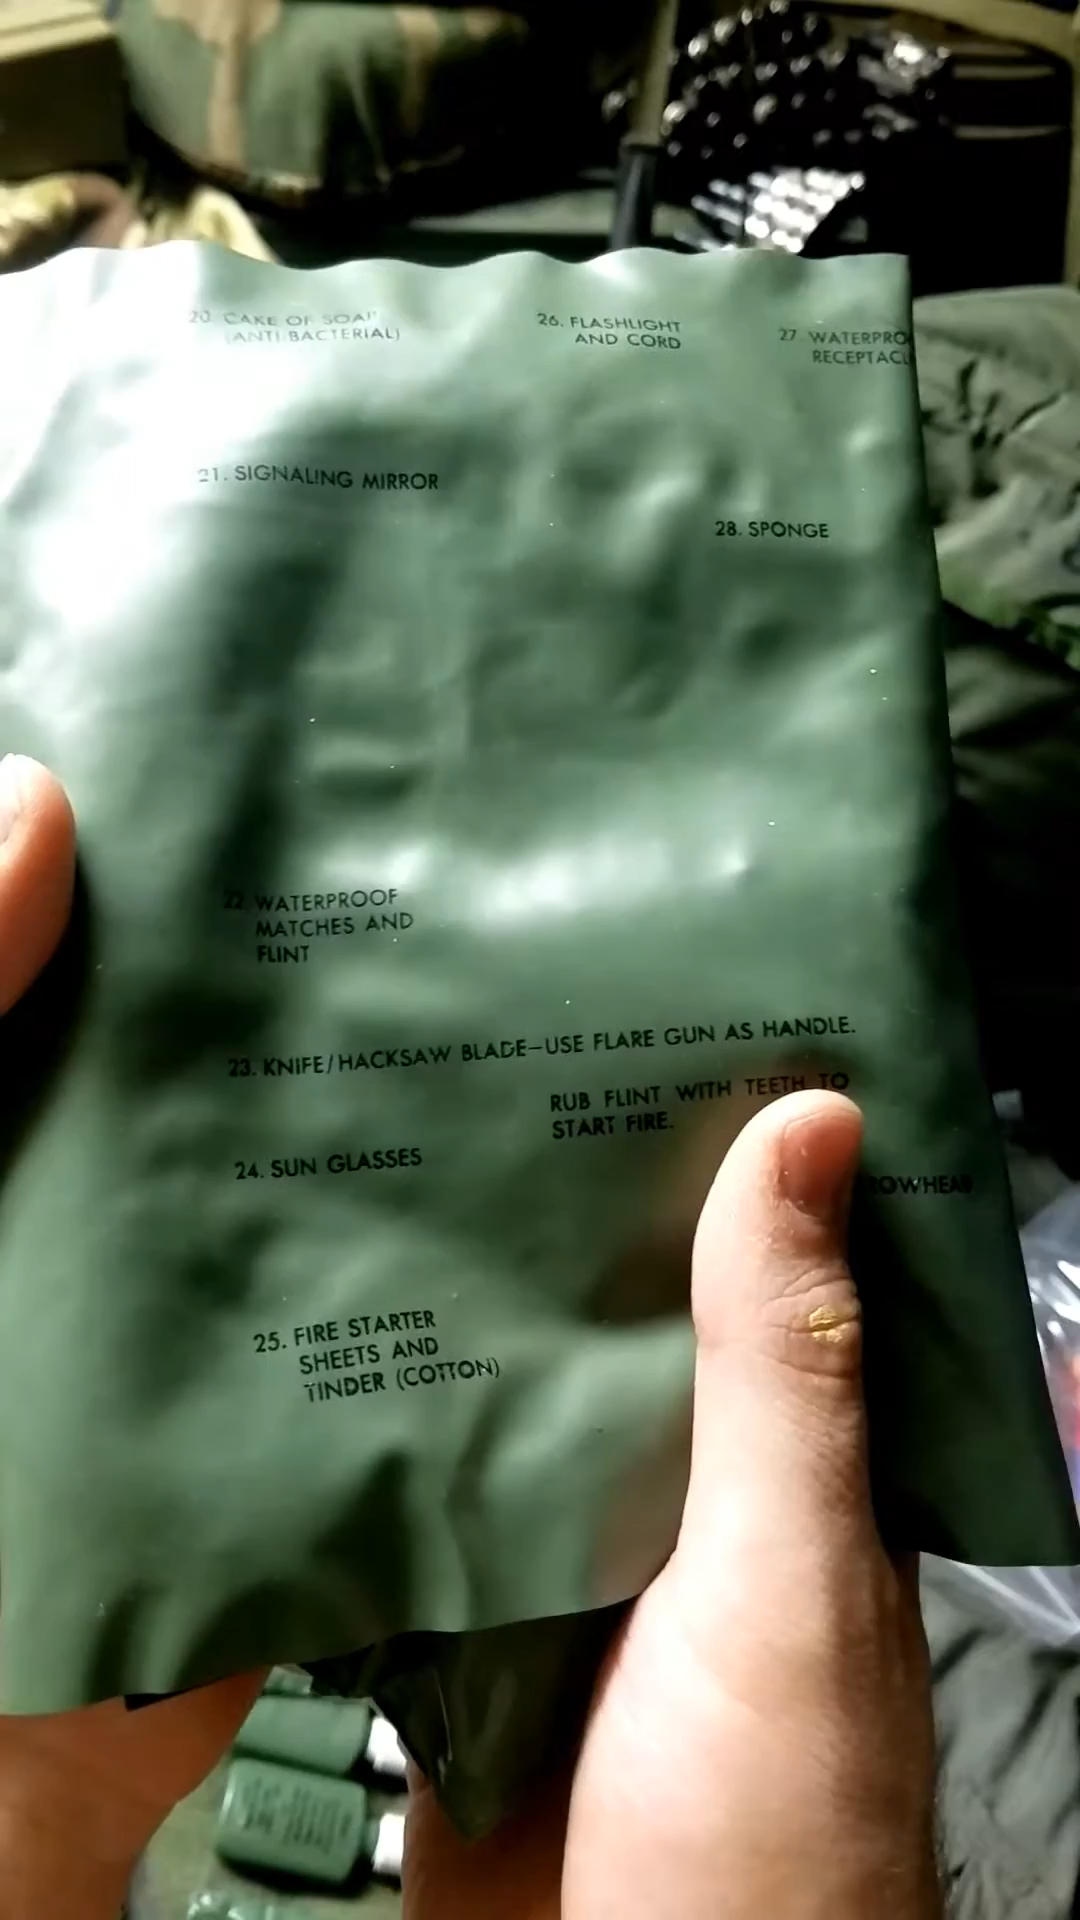 20. CAKE OF SOAP
(ANTI-BACTERIAL)
26. FLASHLIGHT
AND CORD
27. WATERPRO
RECEPTACL
21. SIGNALING MIRROR
28. SPONGE
22. WATERPROOF
MATCHES AND
FLINT
23. KNIFE/HACKSAW BLADE–USE FLARE GUN AS HANDLE.
RUB FLINT WITH TEETH TO
START FIRE.
24. SUN GLASSES
ROWHEAD
25. FIRE STARTER
SHEETS AND
TINDER (COTTON)